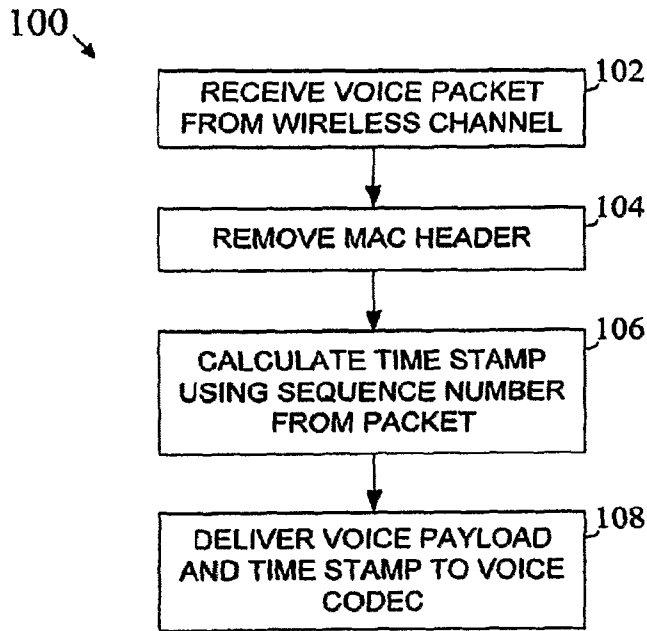 100
102
RECEIVE VOICE PACKET
FROM WIRELESS CHANNEL
104
REMOVE MAC HEADER
106
CALCULATE TIME STAMP
USING SEQUENCE NUMBER
FROM PACKET
108
DELIVER VOICE PAYLOAD
AND TIME STAMP TO VOICE
CODEC